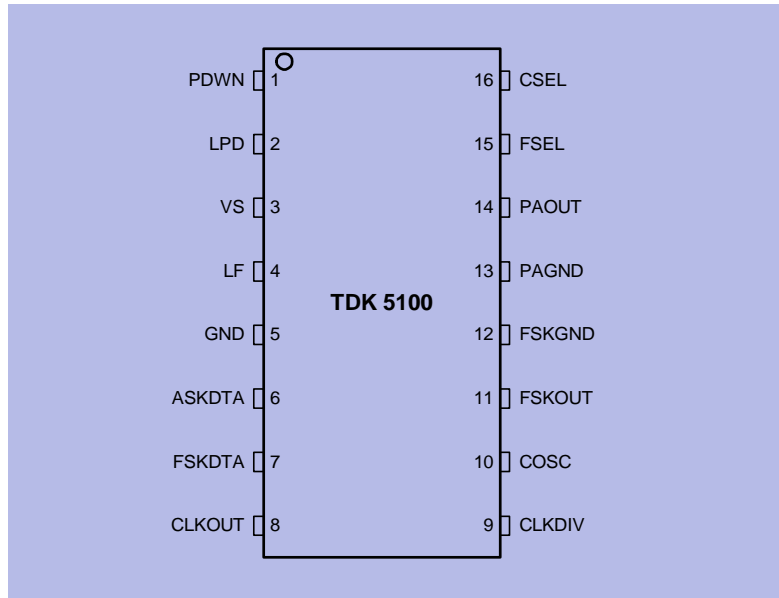 PDWN 1 16 CSEL
LPD 2 15 FSEL
VS 3 14 PAOUT
LF 4 13 PAGND
TDK 5100
GND 5 12 FSKGND
ASKDTA 6 11 FSKOUT
FSKDTA 7 10 COSC
CLKOUT 8 9 CLKDIV